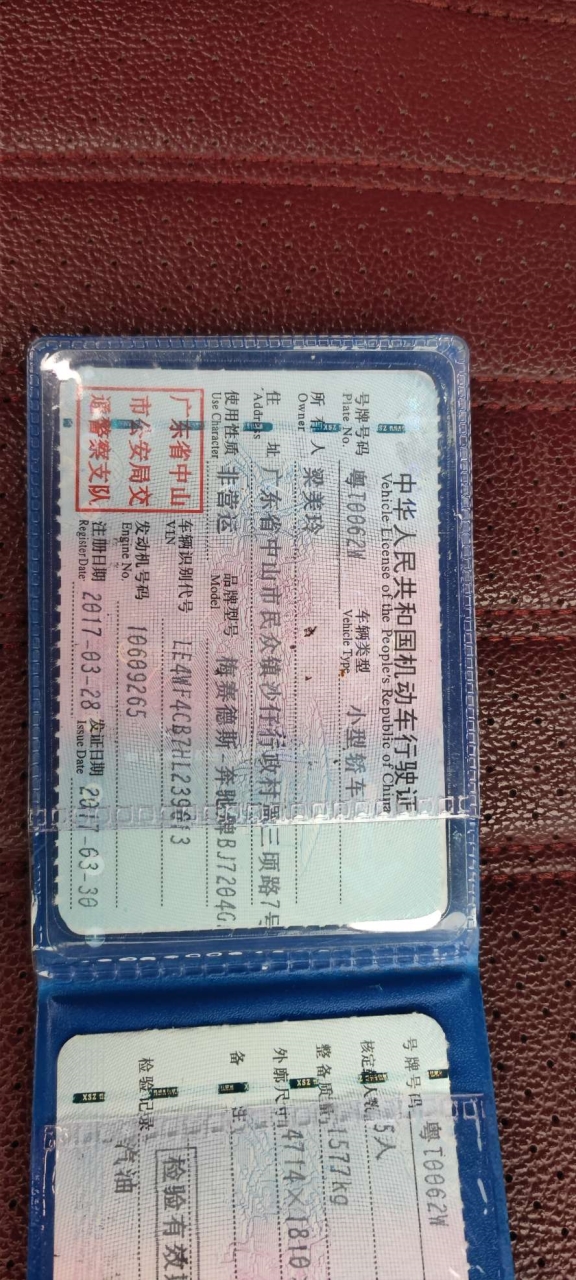 中华人民共和国机动车行驶证
Vehicle License of the People's Republic of China
号牌号码 粤T0062W 车辆类型 小型轿车
Plate No. Vehicle Type
所有人 梁美玲
Owner
住址 广东省中山市民众镇沙仔行政村 三顷路7号
Address
使用性质 非营运 品牌型号 梅赛德斯-奔驰牌BJ7204G
Use Character Model
广东省中山
市公安局交
通警察支队
车辆识别代号
VIN
发动机号码 10609265
Engine No.
注册日期 2017-03-28 发证日期 2017-03-30
Register Date Issue Date
号牌号码 粤T0062W
核定载人数 5人
整备质量 1577kg
外廓尺寸 4714×1810
备注
检验有效
检验记录
汽油